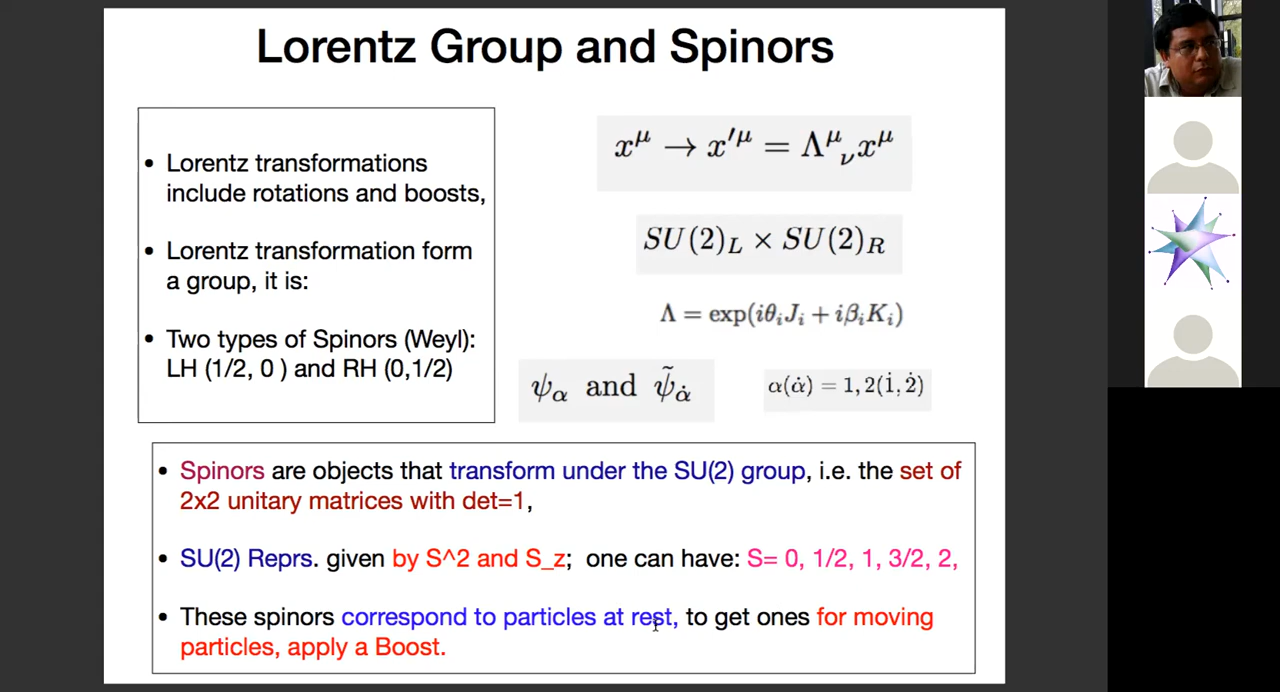 Lorentz Group and Spinors
• Lorentz transformations
include rotations and boosts,
• Lorentz transformation form
a group, it is:
• Two types of Spinors (Weyl):
LH (1/2, 0 ) and RH (0,1/2)
x^μ → x'^μ = Λ^μ_ν x^μ
SU(2)_L × SU(2)_R
Λ = exp(iθ_i J_i + iβ_i K_i)
ψ_α and ψ̃_α̇
α(α̇) = 1, 2(1̇, 2̇)
• Spinors are objects that transform under the SU(2) group, i.e. the set of
2x2 unitary matrices with det=1,
• SU(2) Reprs. given by S^2 and S_z; one can have: S= 0, 1/2, 1, 3/2, 2,
• These spinors correspond to particles at rest, to get ones for moving
particles, apply a Boost.